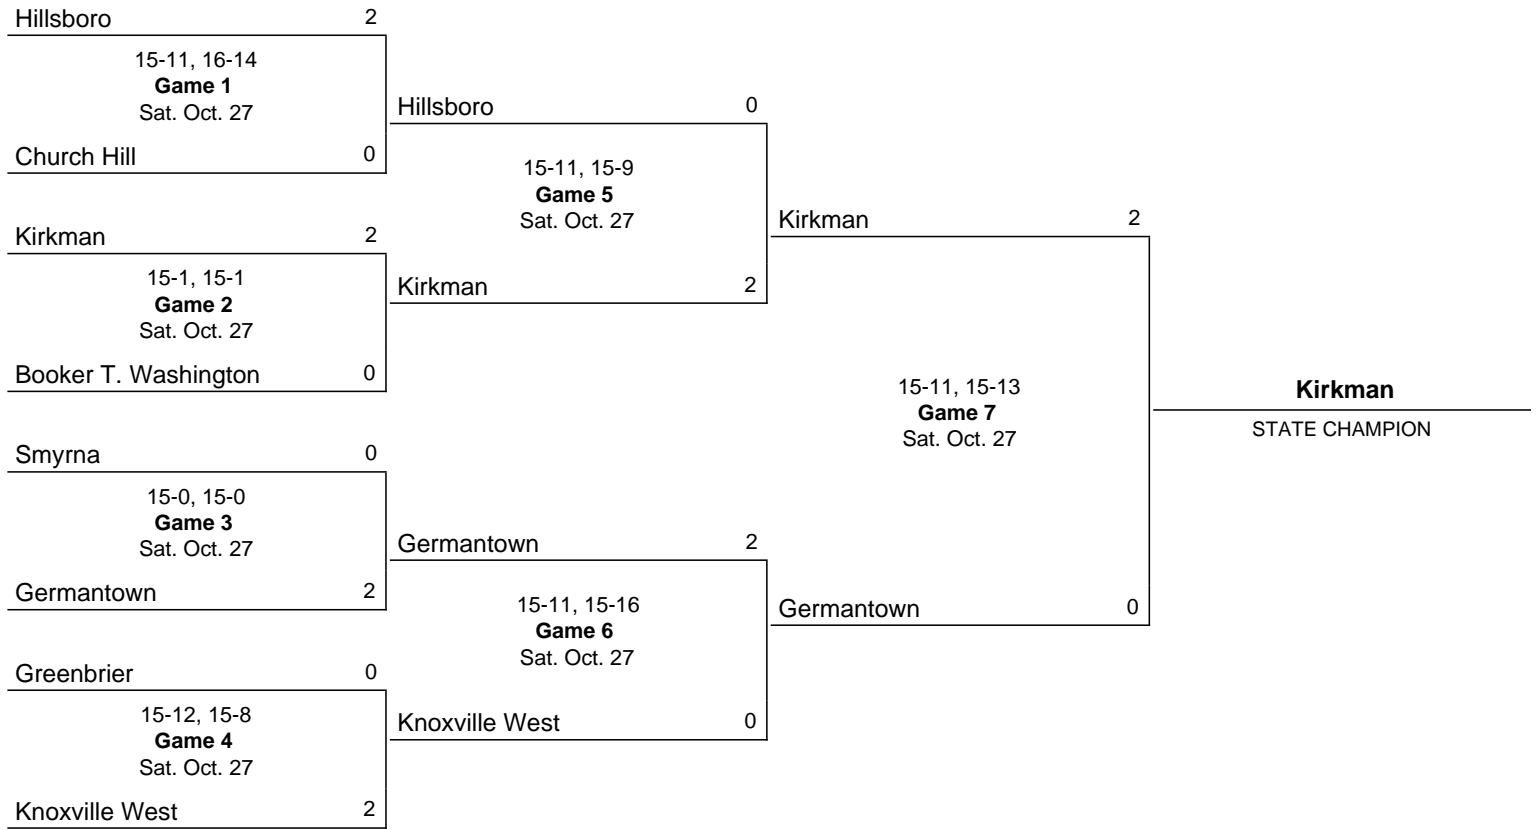 Hillsboro 2
15-11, 16-14
Game 1
Sat. Oct. 27
Church Hill 0
Kirkman 2
15-1, 15-1
Game 2
Sat. Oct. 27
Booker T. Washington 0
Smyrna 0
15-0, 15-0
Game 3
Sat. Oct. 27
Germantown 2
Greenbrier 0
15-12, 15-8
Game 4
Sat. Oct. 27
Knoxville West 2
Hillsboro 0
15-11, 15-9
Game 5
Sat. Oct. 27
Kirkman 2
Germantown 2
15-11, 15-16
Game 6
Sat. Oct. 27
Knoxville West 0
Kirkman 2
15-11, 15-13
Game 7
Sat. Oct. 27
Germantown 0
Kirkman
STATE CHAMPION